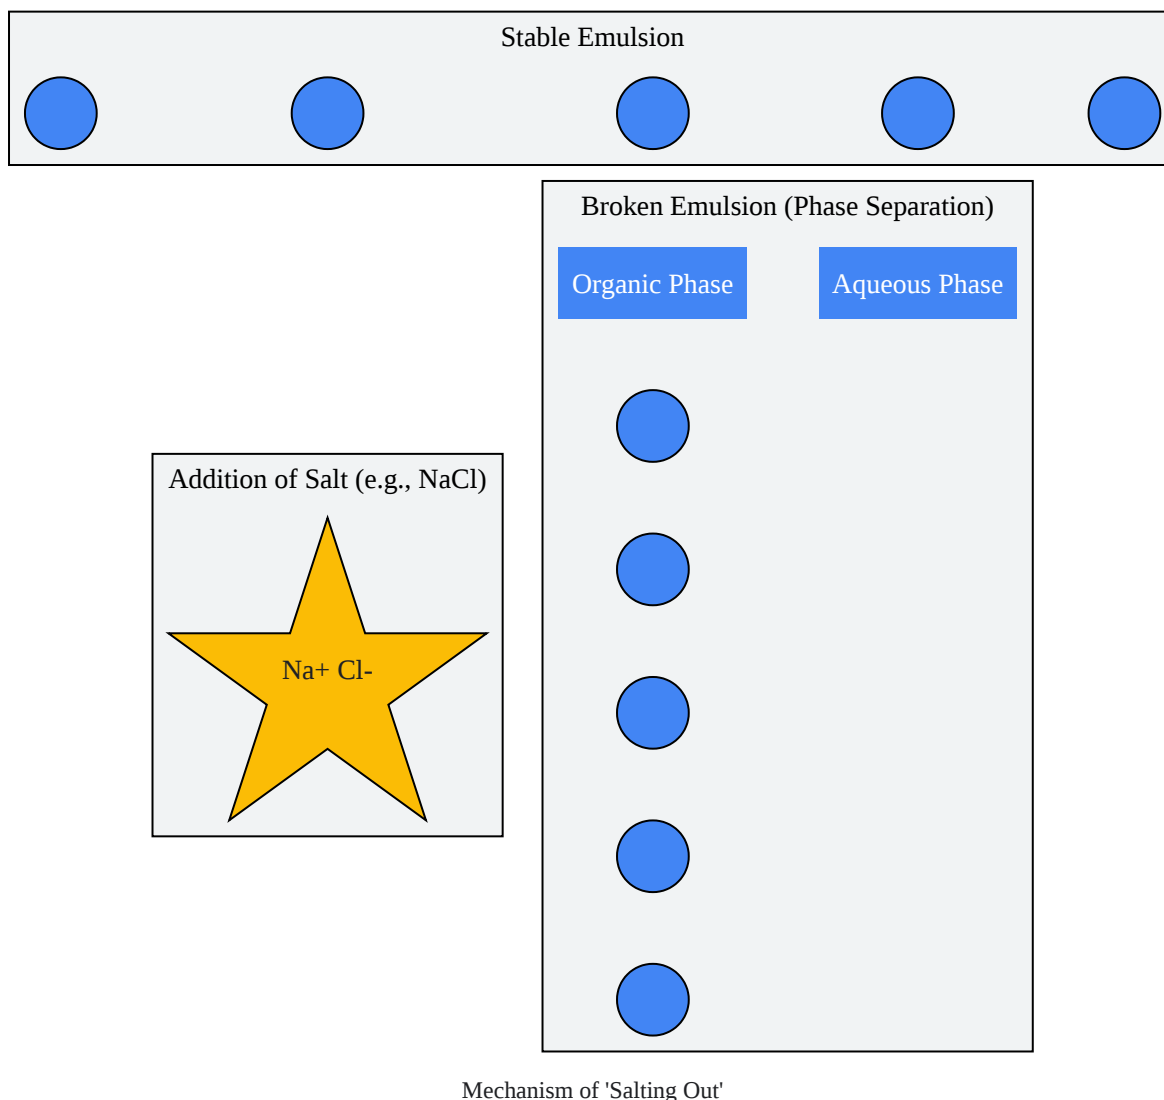 Stable Emulsion
Broken Emulsion (Phase Separation)
Organic Phase
Aqueous Phase
Addition of Salt (e.g., NaCl)
Na+ Cl-
Mechanism of 'Salting Out'